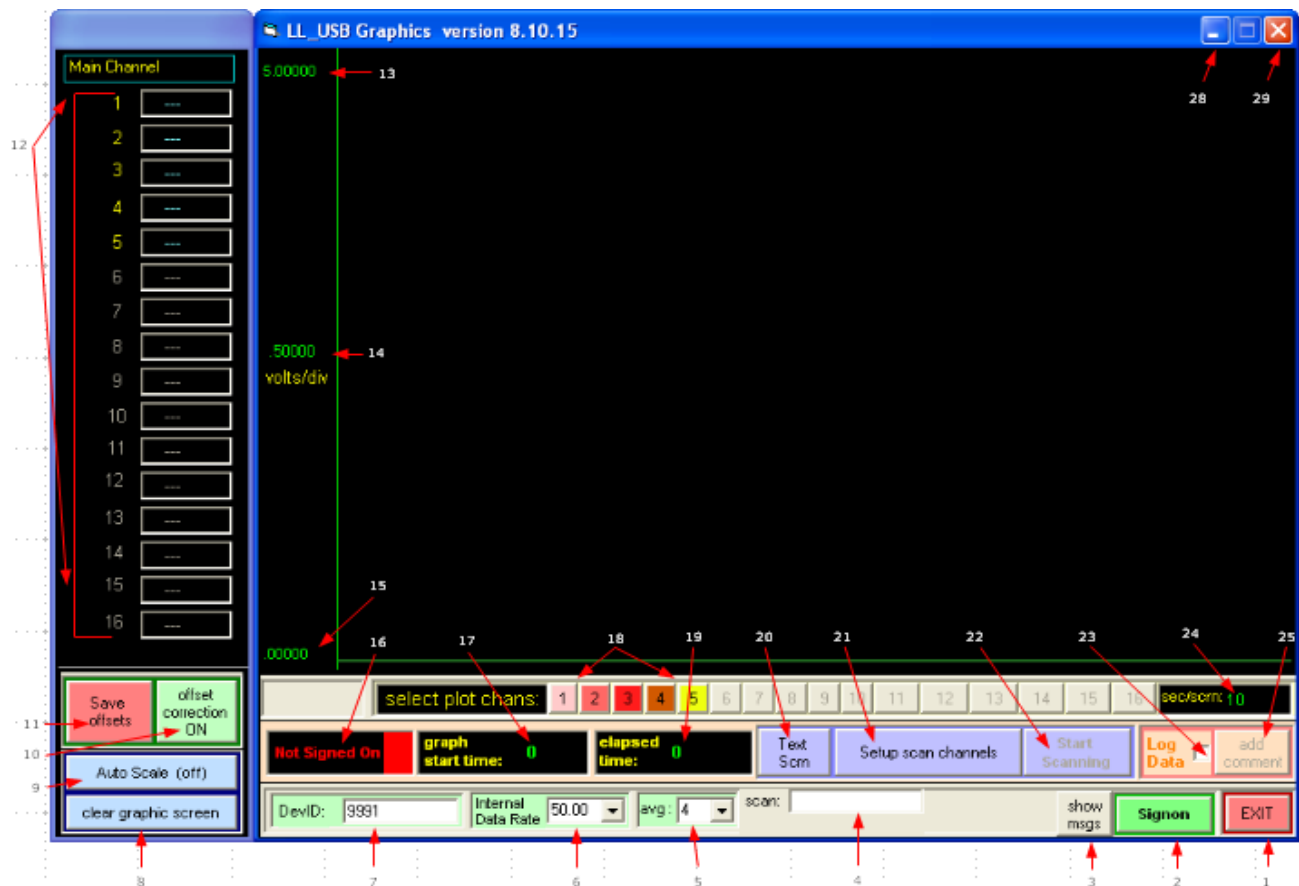 LL_USB Graphics version 8.10.15
Main Channel
5.00000
13
28
29
12
1 ---
2 ---
3 ---
4 ---
5 ---
6 ---
7 ---
8 ---
9 ---
10 ---
11 ---
12 ---
13 ---
14 ---
15 ---
16 ---
.50000
14
volts/div
15
.00000
16
17
18
19
20
21
22
23
24
25
select plot chans: 1 2 3 4 5 6 7 8 9 10 11 12 13 14 15 16
sec/scrn: 10
11
Save
offsets
offset
correction
ON
10
Not Signed On
graph
start time: 0
elapsed
time: 0
Text
Scrn
Setup scan channels
Start
Scanning
Log
Data
add
comment
9
Auto Scale (off)
clear graphic screen
DevID: 9991
Internal
Data Rate 50.00
avg: 4
scan:
show
msgs
Signon
EXIT
8
7
6
5
4
3
2
1